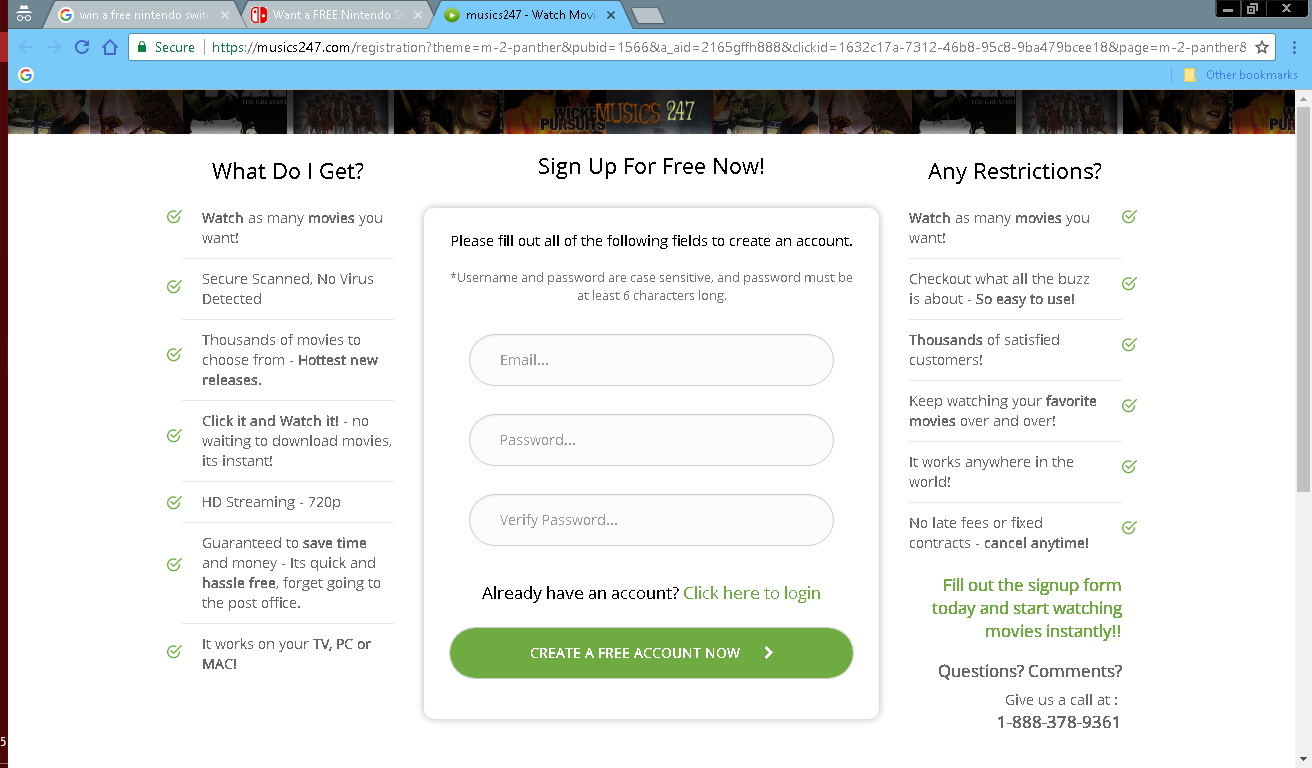 win a free nintendo switc
Want a FREE Nintendo S
musics247 - Watch Movi
Secure
https://musics247.com/registration?theme=m-2-panther&pubid=1566&a_aid=2165gffh888&clickid=1632c17a-7312-46b8-95c8-9ba479bcee18&page=m-2-panther&
Other bookmarks
WICKE MUSICS 247
PURSUITS
What Do I Get?
Watch as many movies you
want!
Secure Scanned, No Virus
Detected
Thousands of movies to
choose from - Hottest new
releases.
Click it and Watch it! - no
waiting to download movies,
its instant!
HD Streaming - 720p
Guaranteed to save time
and money - Its quick and
hassle free, forget going to
the post office.
It works on your TV, PC or
MAC!
Sign Up For Free Now!
Please fill out all of the following fields to create an account.
*Username and password are case sensitive, and password must be
at least 6 characters long.
Email...
Password...
Verify Password...
Already have an account? Click here to login
CREATE A FREE ACCOUNT NOW
Any Restrictions?
Watch as many movies you
want!
Checkout what all the buzz
is about - So easy to use!
Thousands of satisfied
customers!
Keep watching your favorite
movies over and over!
It works anywhere in the
world!
No late fees or fixed
contracts - cancel anytime!
Fill out the signup form
today and start watching
movies instantly!!
Questions? Comments?
Give us a call at :
1-888-378-9361
5